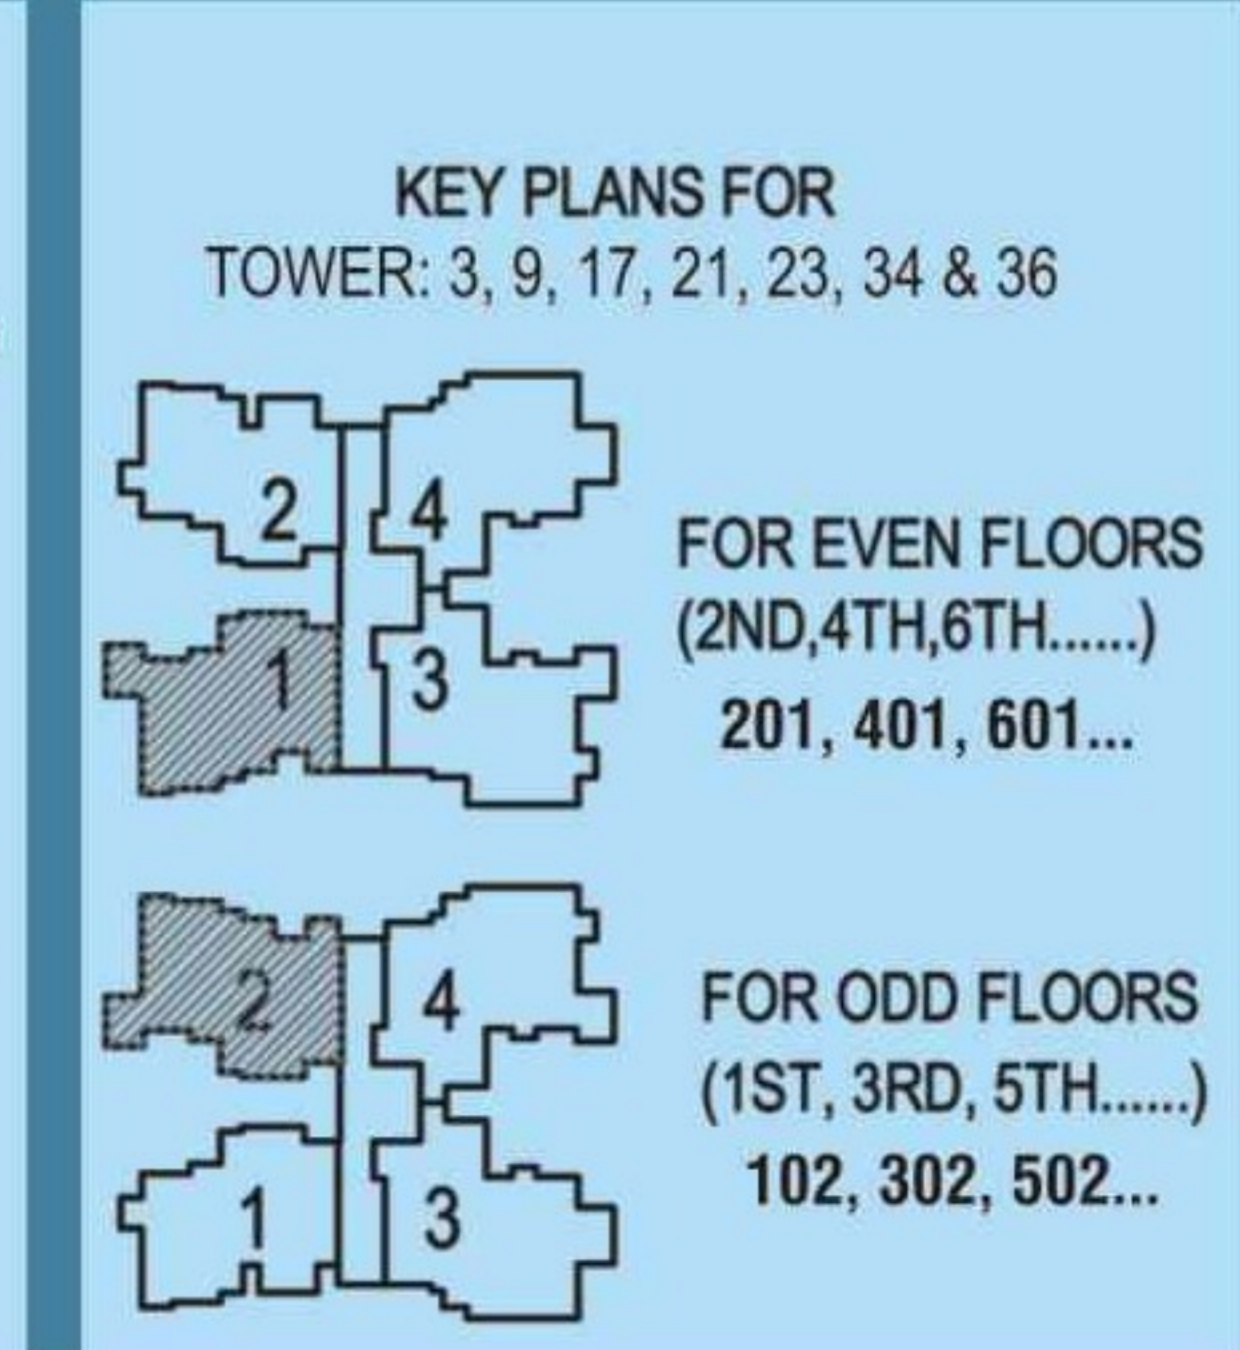 KEY PLANS FOR
TOWER: 3, 9, 17, 21, 23, 34 & 36
2
4
1
3
FOR EVEN FLOORS
(2ND,4TH,6TH......)
201, 401, 601...
2
4
1
3
FOR ODD FLOORS
(1ST, 3RD, 5TH......)
102, 302, 502...